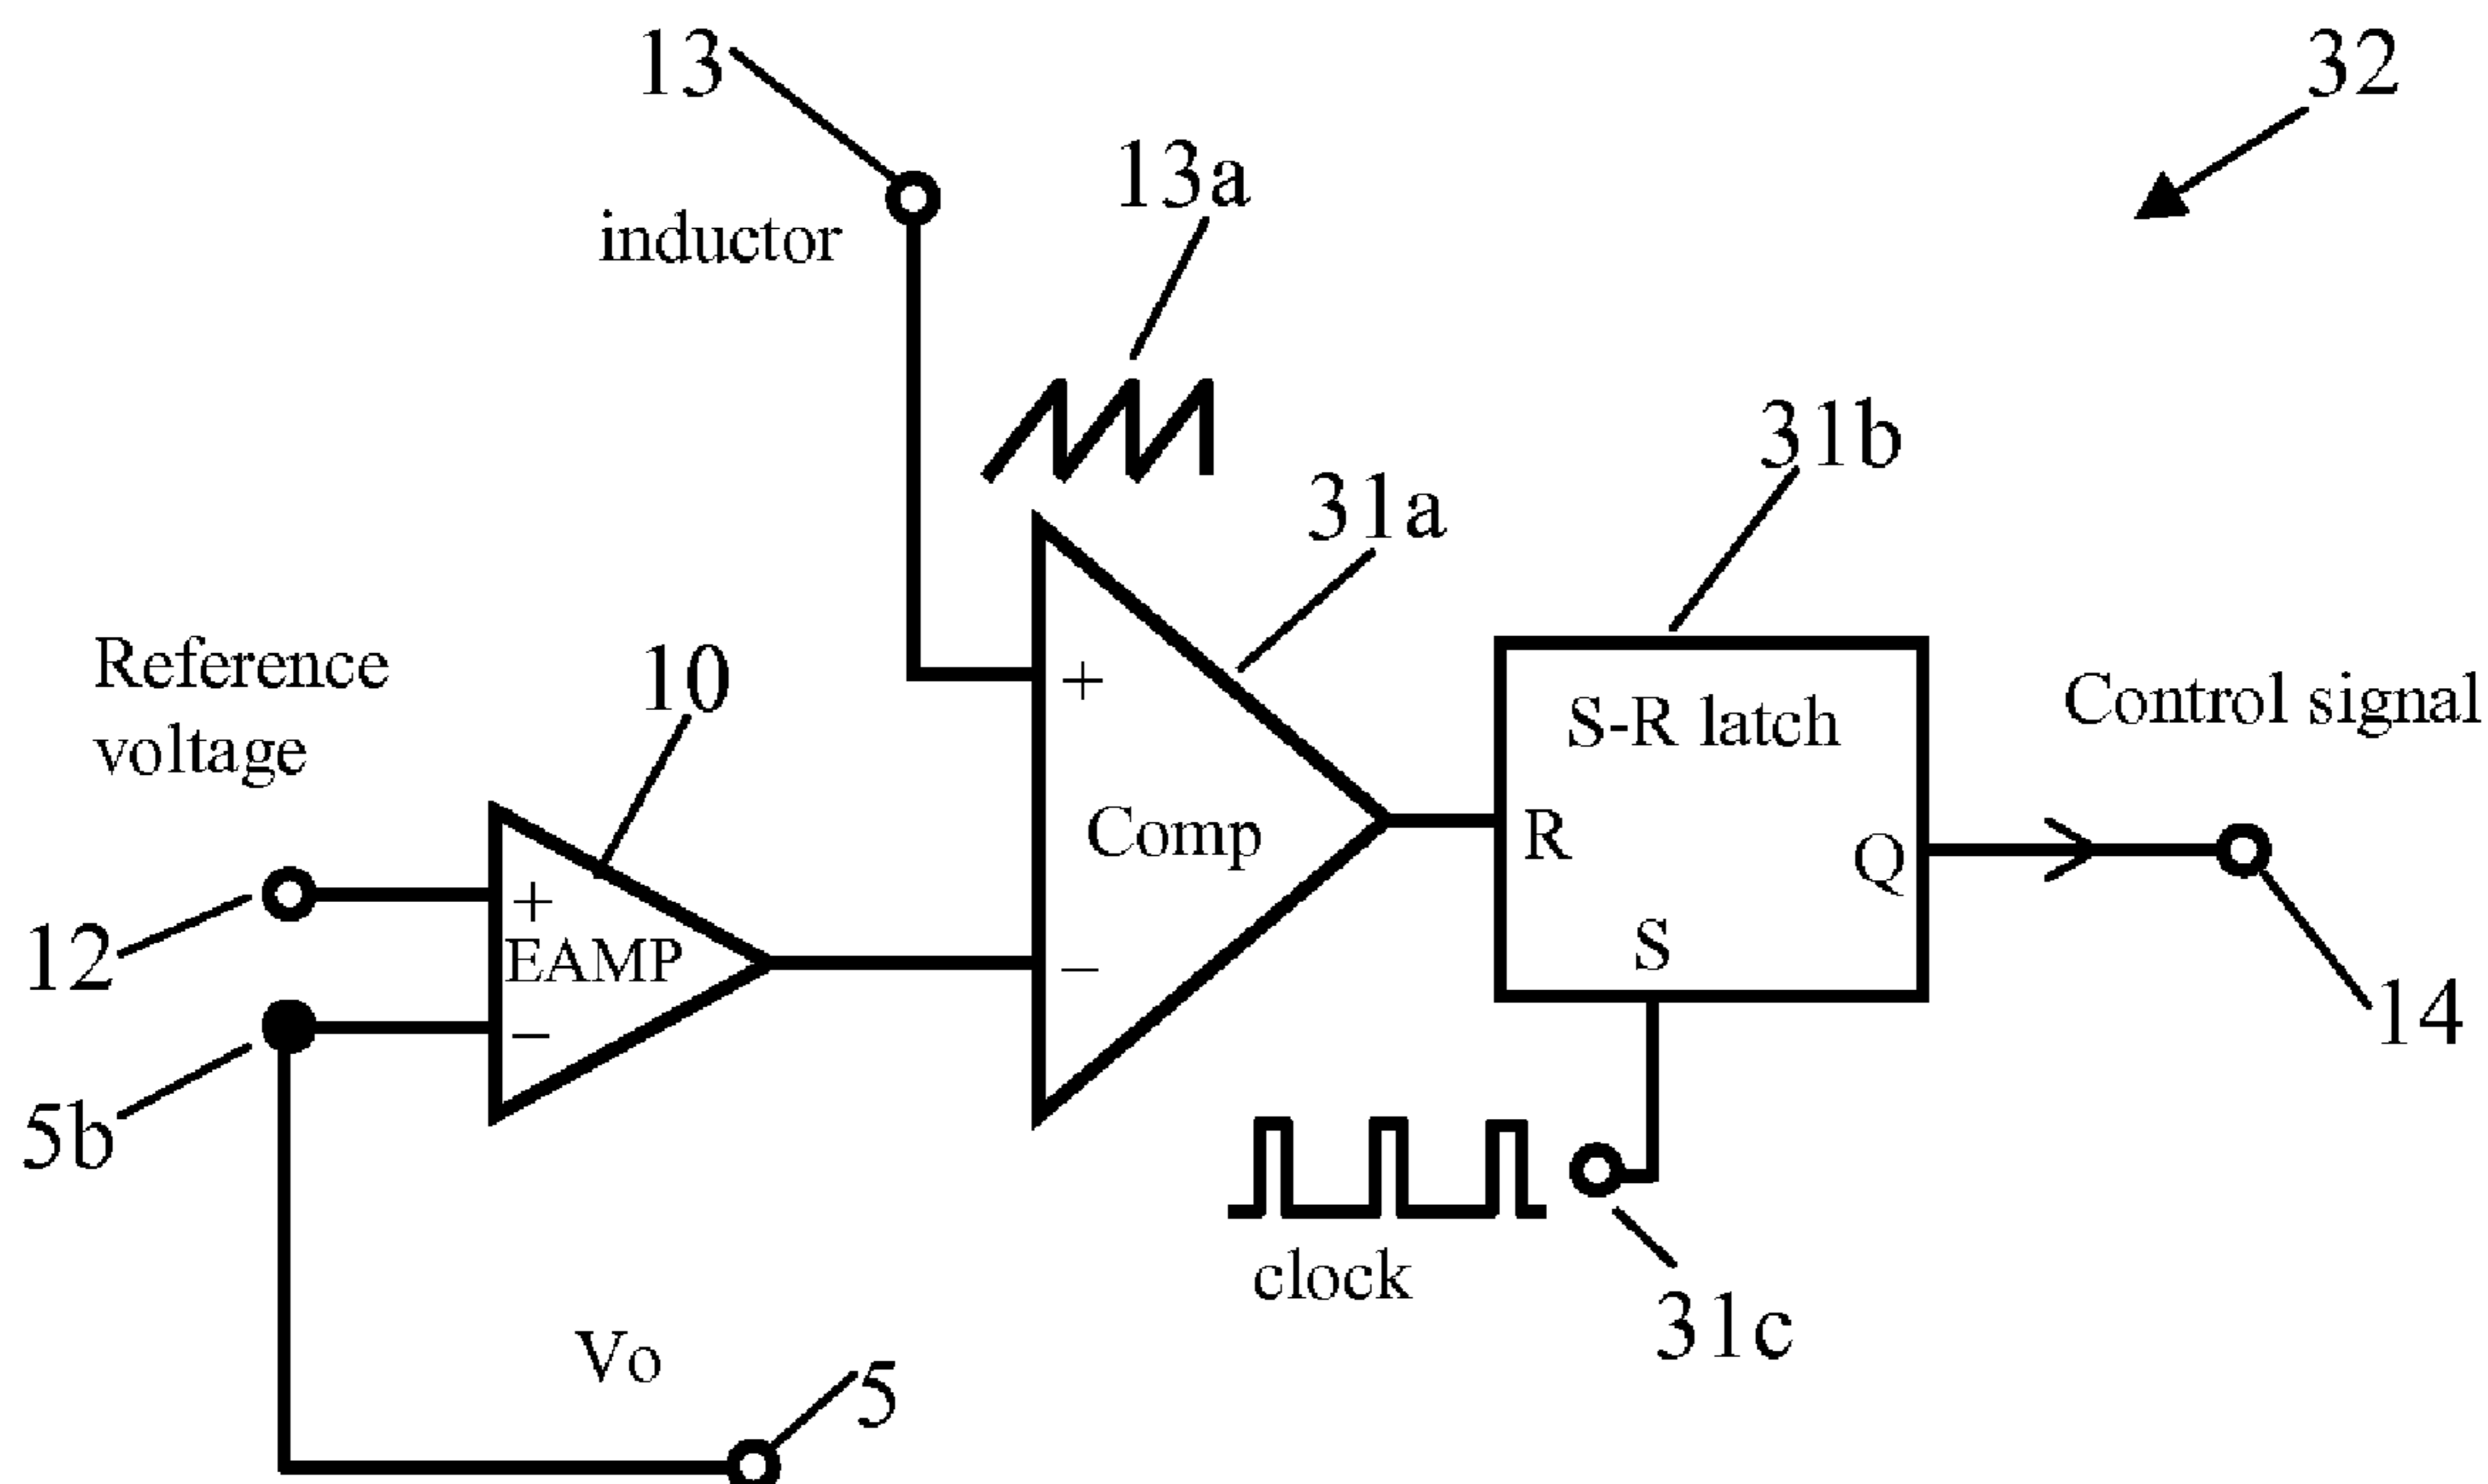 13
32
13a
inductor
31b
31a
Reference
voltage
10
S-R latch
Control signal
+
Comp
R
Q
+
EAMP
–
–
S
12
14
5b
clock
31c
Vo
5